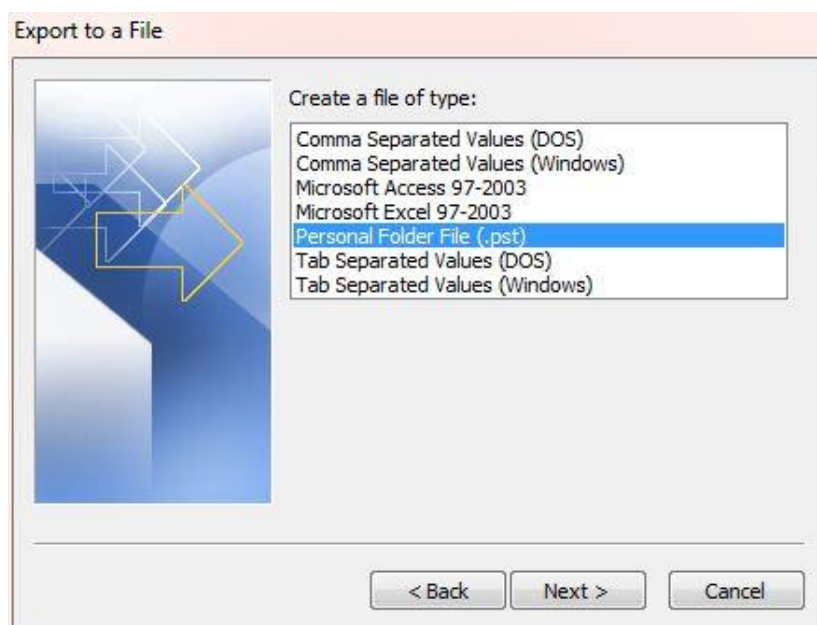 Export to a File
Create a file of type:
Comma Separated Values (DOS)
Comma Separated Values (Windows)
Microsoft Access 97-2003
Microsoft Excel 97-2003
Personal Folder File (.pst)
Tab Separated Values (DOS)
Tab Separated Values (Windows)
< Back Next > Cancel